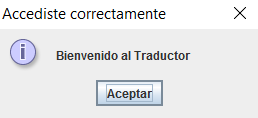 Accediste correctamente
Bienvenido al Traductor
Aceptar